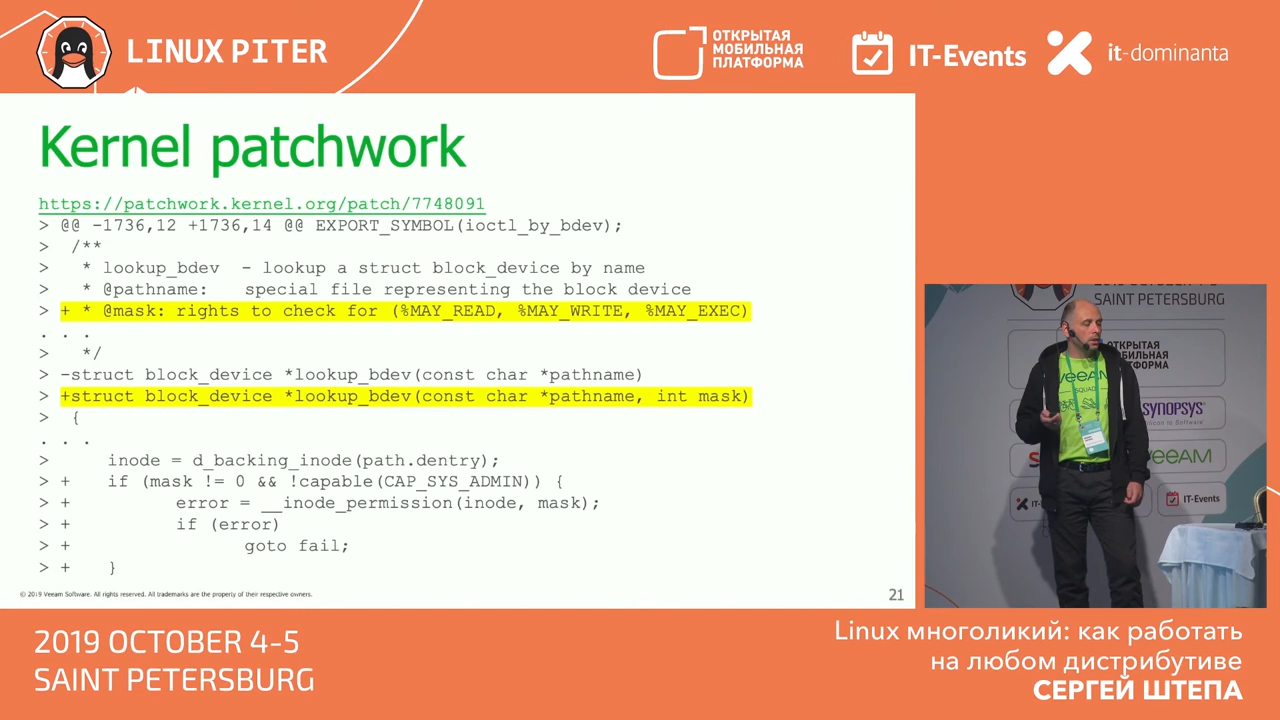 LINUX PITER
ОТКРЫТАЯ
МОБИЛЬНАЯ
ПЛАТФОРМА
IT-Events
it-dominanta
Kernel patchwork
https://patchwork.kernel.org/patch/7748091
> @@ -1736,12 +1736,14 @@ EXPORT_SYMBOL(ioctl_by_bdev);
>  /**
>   * lookup_bdev  - lookup a struct block_device by name
>   * @pathname:   special file representing the block device
> + * @mask: rights to check for (%MAY_READ, %MAY_WRITE, %MAY_EXEC)
. . .
>   */
> -struct block_device *lookup_bdev(const char *pathname)
> +struct block_device *lookup_bdev(const char *pathname, int mask)
>  {
. . .
>      inode = d_backing_inode(path.dentry);
> +    if (mask != 0 && !capable(CAP_SYS_ADMIN)) {
> +          error = __inode_permission(inode, mask);
> +          if (error)
> +                goto fail;
> +    }
© 2019 Veeam Software. All rights reserved. All trademarks are the property of their respective owners.
21
SAINT PETERSBURG
ОТКРЫТАЯ
МОБИЛЬНАЯ
ПЛАТФОРМА
veeam
SQUAD
SYNOPSYS
veeam
IT-Events
2019 OCTOBER 4-5
SAINT PETERSBURG
Linux многоликий: как работать
на любом дистрибутиве
СЕРГЕЙ ШТЕПА